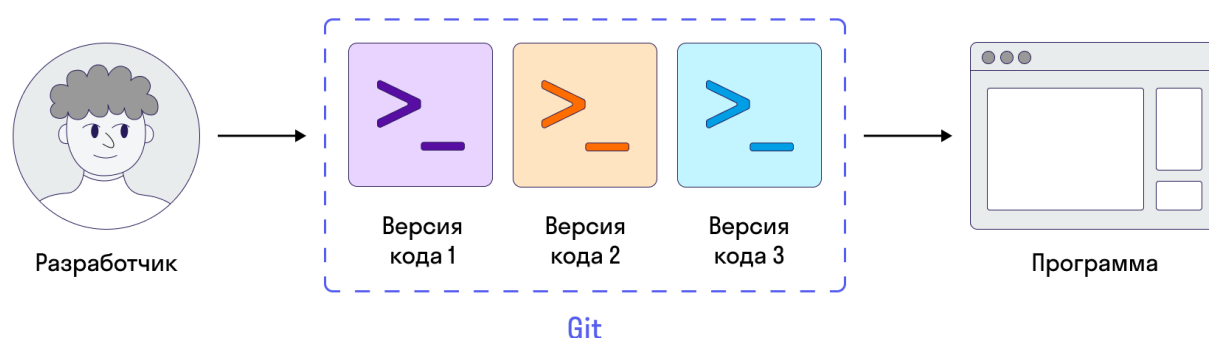 Разработчик
Версия
кода 1
Версия
кода 2
Версия
кода 3
Программа
Git